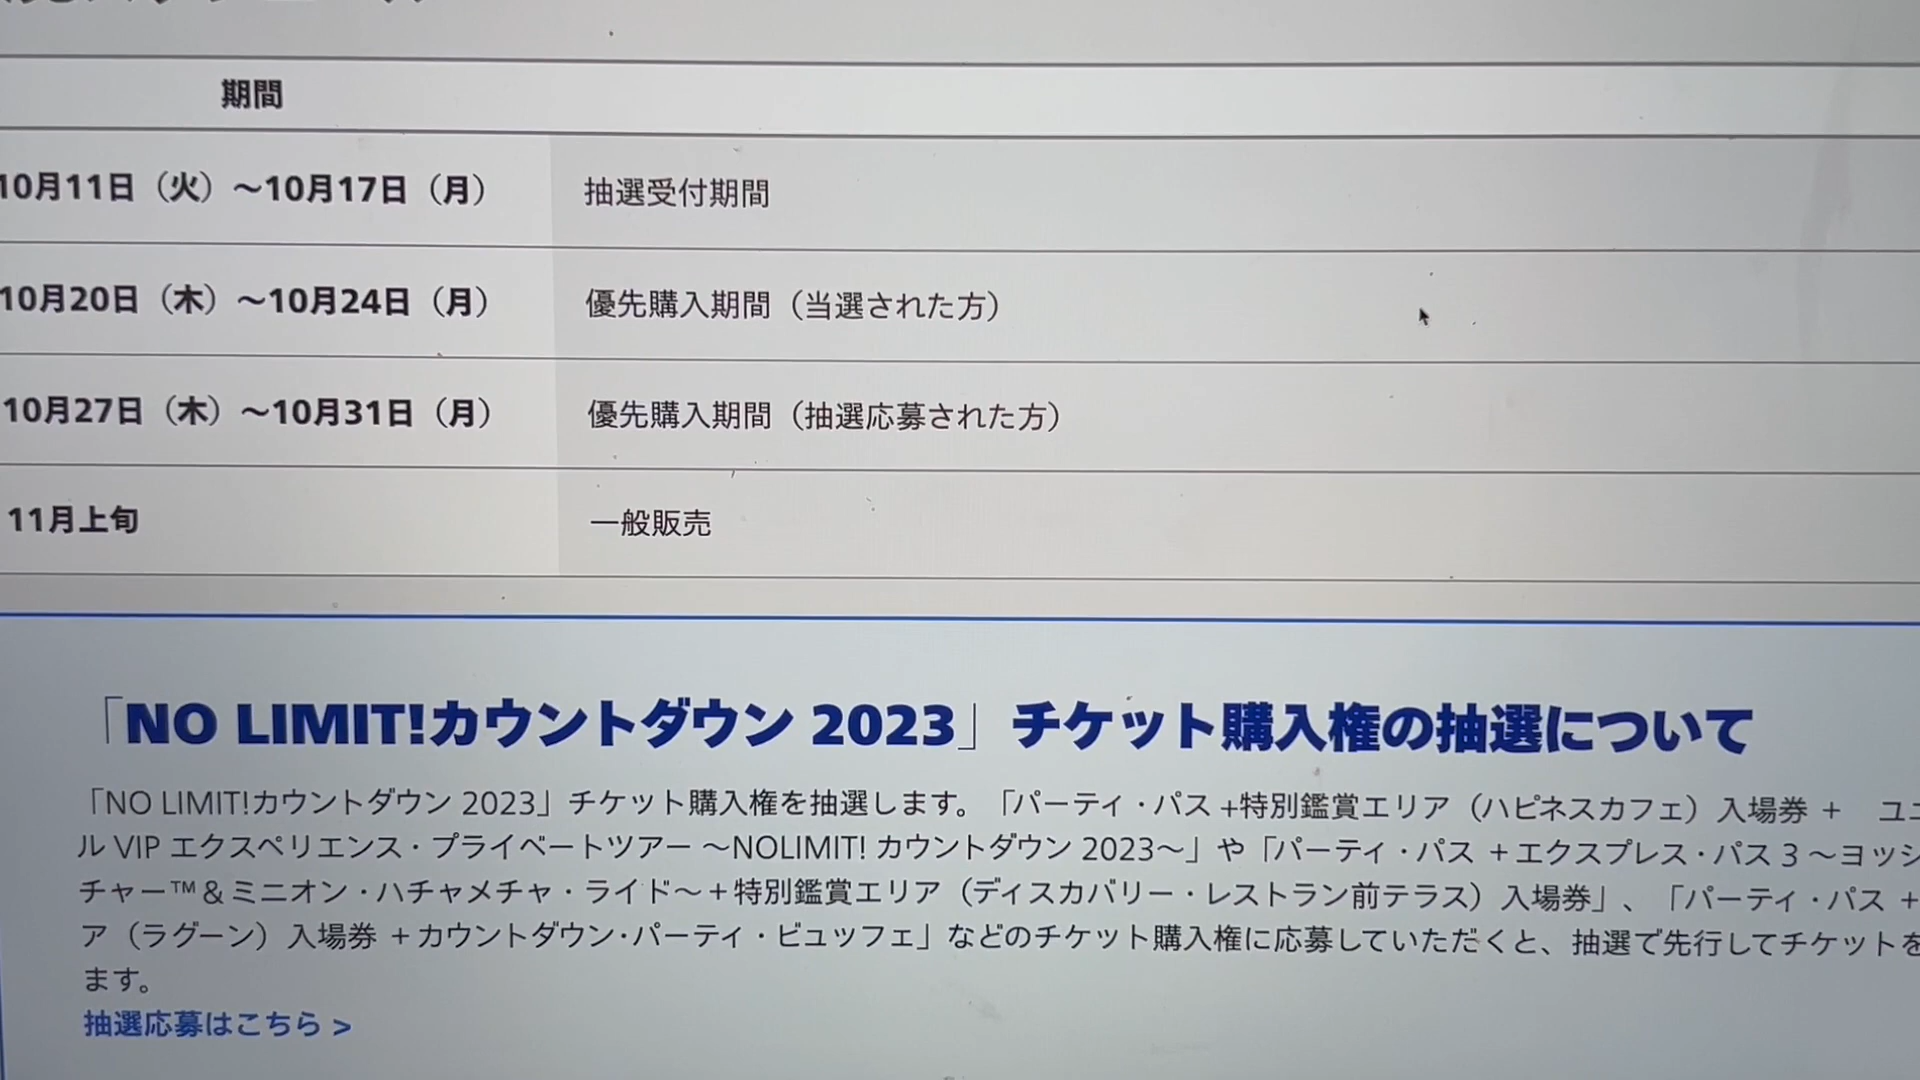 期間
10月11日（火）～10月17日（月）
抽選受付期間
10月20日（木）～10月24日（月）
優先購入期間（当選された方）
10月27日（木）～10月31日（月）
優先購入期間（抽選応募された方）
11月上旬
一般販売
「NO LIMIT!カウントダウン 2023」チケット購入権の抽選について
「NO LIMIT!カウントダウン 2023」チケット購入権を抽選します。「パーティ・パス +特別鑑賞エリア（ハピネスカフェ）入場券 +　ユニ
ル VIP エクスペリエンス・プライベートツアー ～NOLIMIT! カウントダウン 2023～」や「パーティ・パス + エクスプレス・パス 3 ～ヨッシ
チャー™＆ミニオン・ハチャメチャ・ライド～ + 特別鑑賞エリア（ディスカバリー・レストラン前テラス）入場券」、「パーティ・パス +
ア（ラグーン）入場券 + カウントダウン・パーティ・ビュッフェ」などのチケット購入権に応募していただくと、抽選で先行してチケットを
ます。
抽選応募はこちら >